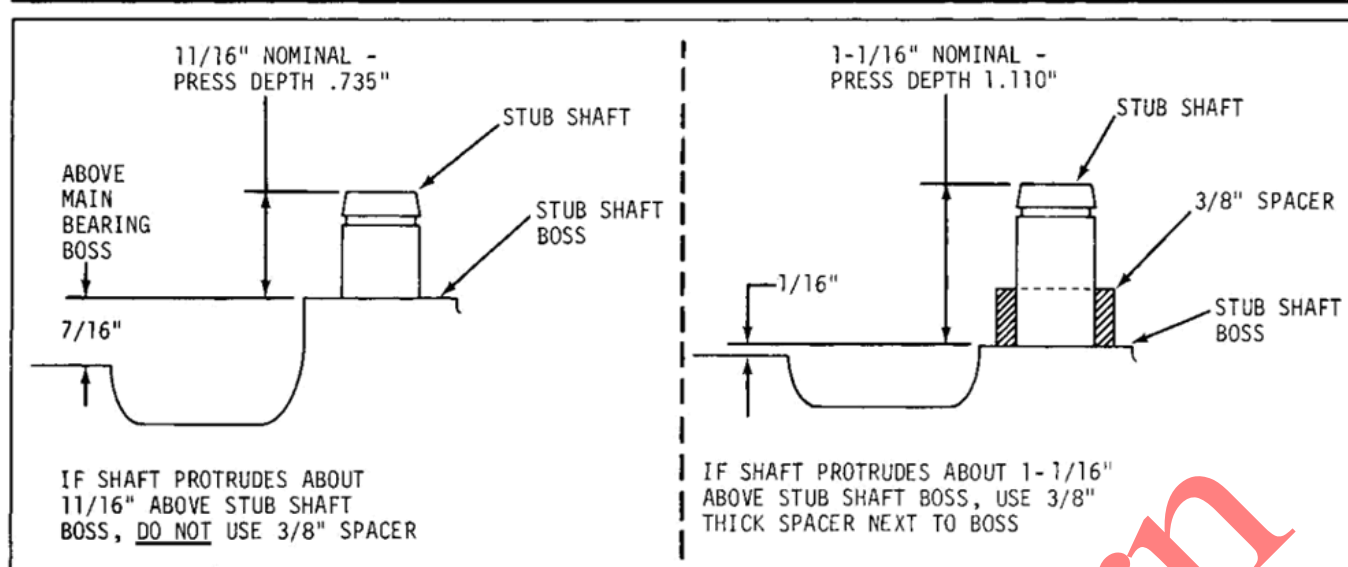 11/16" NOMINAL -
PRESS DEPTH .735"
STUB SHAFT
ABOVE
MAIN
BEARING
BOSS
STUB SHAFT
BOSS
7/16"
IF SHAFT PROTRUDES ABOUT
11/16" ABOVE STUB SHAFT
BOSS, DO NOT USE 3/8" SPACER
1-1/16" NOMINAL -
PRESS DEPTH 1.110"
STUB SHAFT
3/8" SPACER
1/16"
STUB SHAFT
BOSS
IF SHAFT PROTRUDES ABOUT 1-1/16"
ABOVE STUB SHAFT BOSS, USE 3/8"
THICK SPACER NEXT TO BOSS